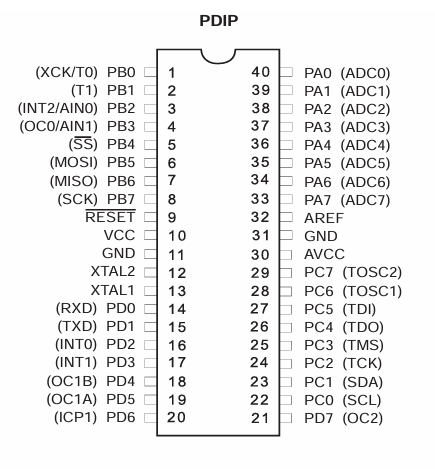 PDIP
(XCK/T0) PB0 1 40 PA0 (ADC0)
(T1) PB1 2 39 PA1 (ADC1)
(INT2/AIN0) PB2 3 38 PA2 (ADC2)
(OC0/AIN1) PB3 4 37 PA3 (ADC3)
(SS) PB4 5 36 PA4 (ADC4)
(MOSI) PB5 6 35 PA5 (ADC5)
(MISO) PB6 7 34 PA6 (ADC6)
(SCK) PB7 8 33 PA7 (ADC7)
RESET 9 32 AREF
VCC 10 31 GND
GND 11 30 AVCC
XTAL2 12 29 PC7 (TOSC2)
XTAL1 13 28 PC6 (TOSC1)
(RXD) PD0 14 27 PC5 (TDI)
(TXD) PD1 15 26 PC4 (TDO)
(INT0) PD2 16 25 PC3 (TMS)
(INT1) PD3 17 24 PC2 (TCK)
(OC1B) PD4 18 23 PC1 (SDA)
(OC1A) PD5 19 22 PC0 (SCL)
(ICP1) PD6 20 21 PD7 (OC2)